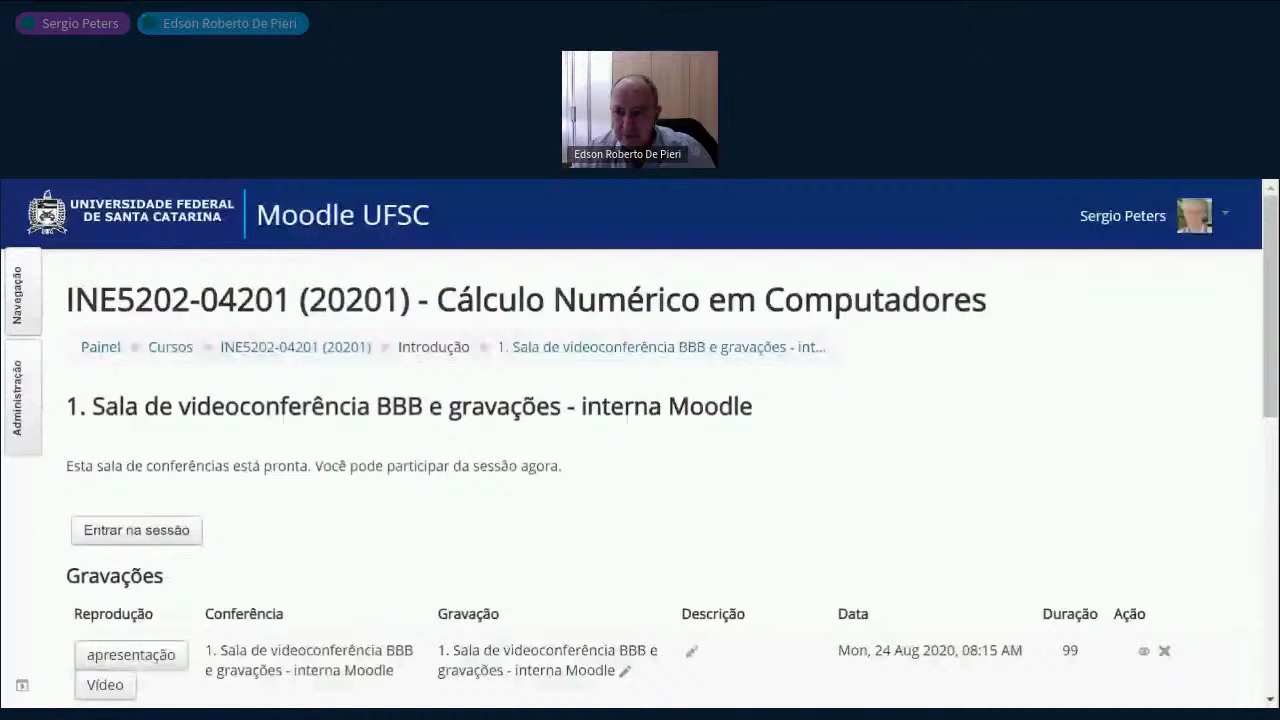 Sergio Peters
Edson Roberto De Pieri
Edson Roberto De Pieri
UNIVERSIDADE FEDERAL
DE SANTA CATARINA
Moodle UFSC
Sergio Peters
Navegação
Administração
INE5202-04201 (20201) - Cálculo Numérico em Computadores
Painel Cursos INE5202-04201 (20201) Introdução 1. Sala de videoconferência BBB e gravações - int...
1. Sala de videoconferência BBB e gravações - interna Moodle
Esta sala de conferências está pronta. Você pode participar da sessão agora.
Entrar na sessão
Gravações
Reprodução Conferência Gravação Descrição Data Duração Ação
apresentação 1. Sala de videoconferência BBB 1. Sala de videoconferência BBB e Mon, 24 Aug 2020, 08:15 AM 99
e gravações - interna Moodle gravações - interna Moodle
Vídeo